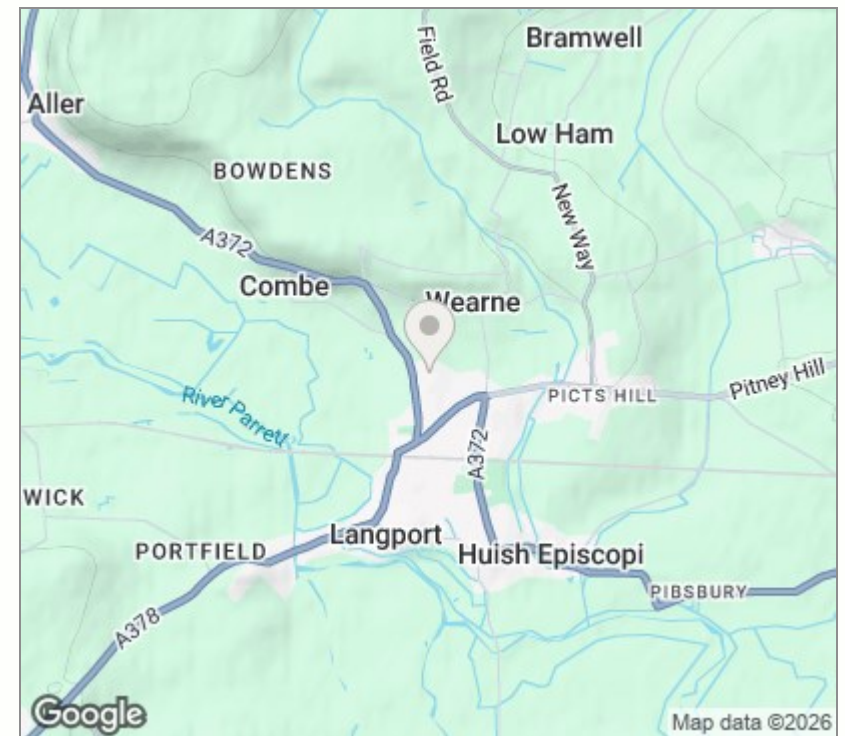 Bramwell
Field Rd
Aller
Low Ham
BOWDENS
New Way
A372
Combe
Wearne
River Parrett
PICTS HILL
Pitney Hill
A372
WICK
Langport
PORTFIELD
Huish Episcopi
PIBSBURY
A378
Google
Map data ©2026